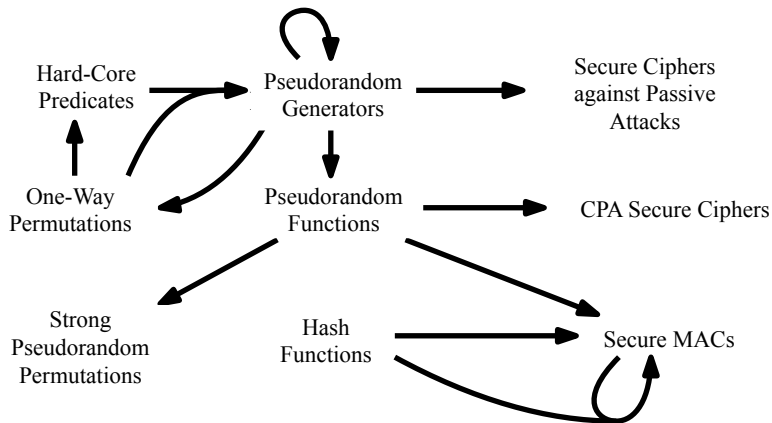 Hard-Core
Predicates
Pseudorandom
Generators
Secure Ciphers
against Passive
Attacks
One-Way
Permutations
Pseudorandom
Functions
CPA Secure Ciphers
Strong
Pseudorandom
Permutations
Hash
Functions
Secure MACs